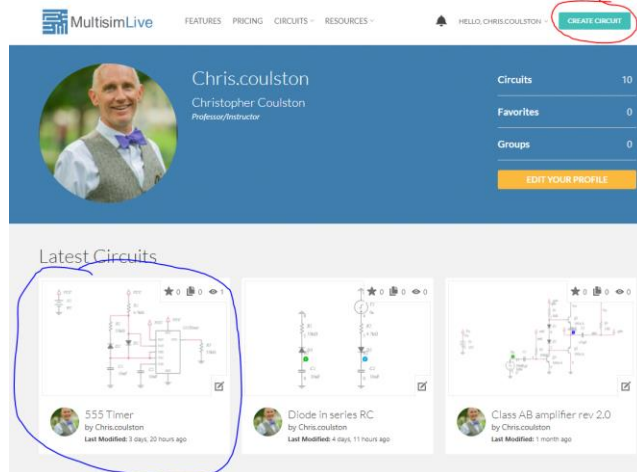 MultisimLive FEATURES PRICING CIRCUITS RESOURCES HELLO, CHRIS.COULSTON CREATE CIRCUIT
Chris.coulston
Christopher Coulston
Professor/Instructor
Circuits 10
Favorites 0
Groups 0
EDIT YOUR PROFILE
Latest Circuits
0 0 1
0 0 0
0 0 0
555 Timer
by Chris.coulston
Last Modified: 3 days, 20 hours ago
Diode in series RC
by Chris.coulston
Last Modified: 4 days, 11 hours ago
Class AB amplifier rev 2.0
by Chris.coulston
Last Modified: 1 month ago